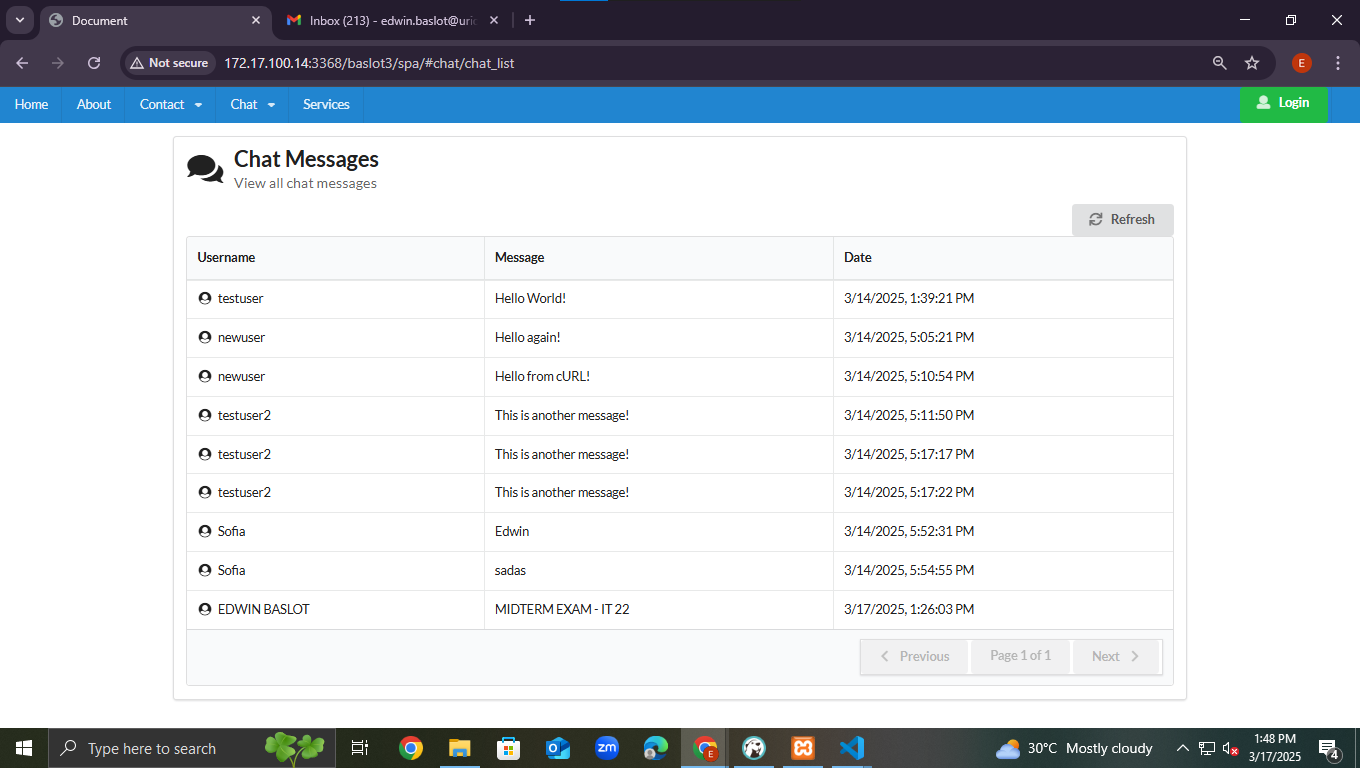 Document
Inbox (213) - edwin.baslot@uric
Not secure
172.17.100.14:3368/baslot3/spa/#chat/chat_list
E
Home
About
Contact
Chat
Services
Login
Chat Messages
View all chat messages
Refresh
Username Message Date
testuser Hello World! 3/14/2025, 1:39:21 PM
newuser Hello again! 3/14/2025, 5:05:21 PM
newuser Hello from cURL! 3/14/2025, 5:10:54 PM
testuser2 This is another message! 3/14/2025, 5:11:50 PM
testuser2 This is another message! 3/14/2025, 5:17:17 PM
testuser2 This is another message! 3/14/2025, 5:17:22 PM
Sofia Edwin 3/14/2025, 5:52:31 PM
Sofia sadas 3/14/2025, 5:54:55 PM
EDWIN BASLOT MIDTERM EXAM - IT 22 3/17/2025, 1:26:03 PM
Previous
Page 1 of 1
Next
Type here to search
zm
E
30°C Mostly cloudy
1:48 PM
3/17/2025
4